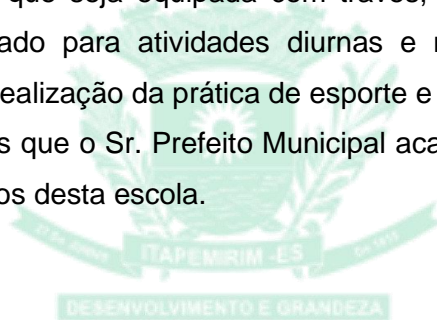 que seja equipada com traves,
ado para atividades diurnas e
ealização da prática de esporte e
s que o Sr. Prefeito Municipal aca
os desta escola.
ITAPEMIRIM -ES
DESENVOLVIMENTO E GRANDEZA